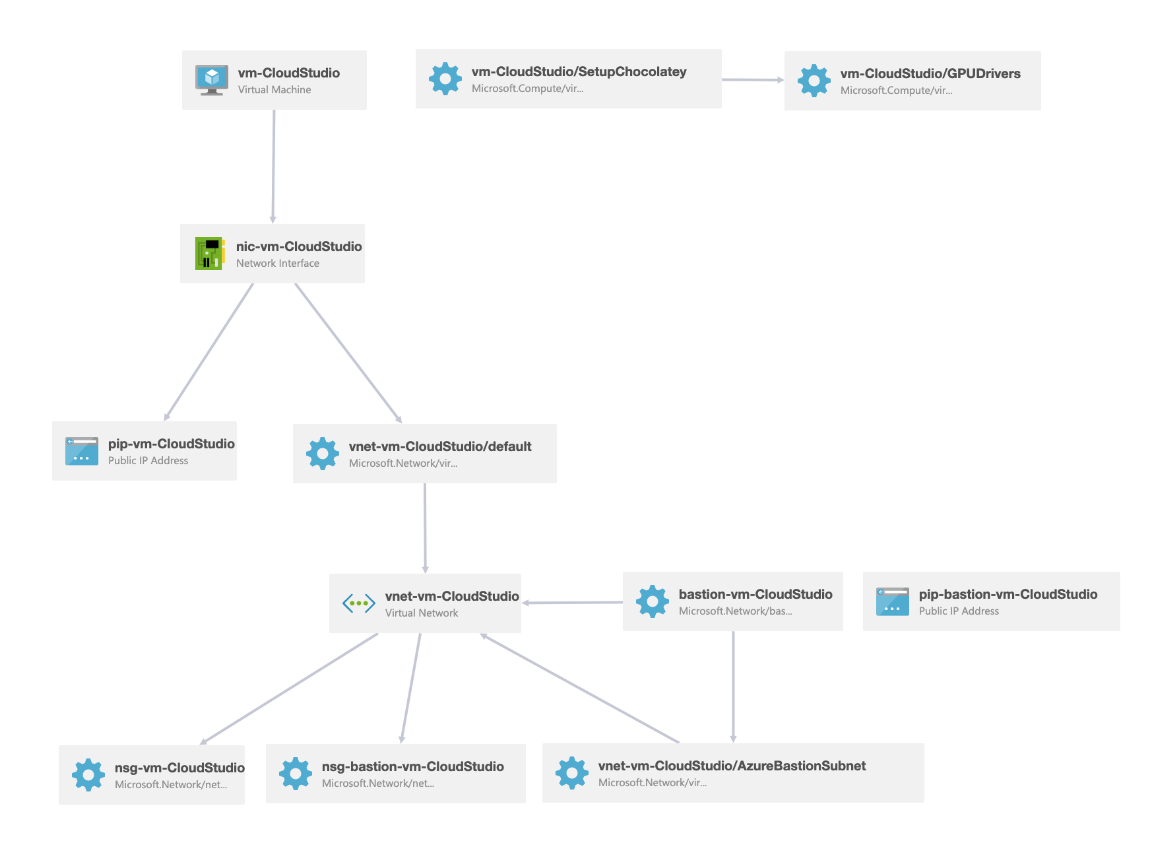 vm-CloudStudio
Virtual Machine
vm-CloudStudio/SetupChocolatey
Microsoft.Compute/vir...
vm-CloudStudio/GPUDrivers
Microsoft.Compute/vir...
nic-vm-CloudStudio
Network Interface
pip-vm-CloudStudio
Public IP Address
vnet-vm-CloudStudio/default
Microsoft.Network/vir...
vnet-vm-CloudStudio
Virtual Network
bastion-vm-CloudStudio
Microsoft.Network/bas...
pip-bastion-vm-CloudStudio
Public IP Address
nsg-vm-CloudStudio
Microsoft.Network/net...
nsg-bastion-vm-CloudStudio
Microsoft.Network/net...
vnet-vm-CloudStudio/AzureBastionSubnet
Microsoft.Network/vir...